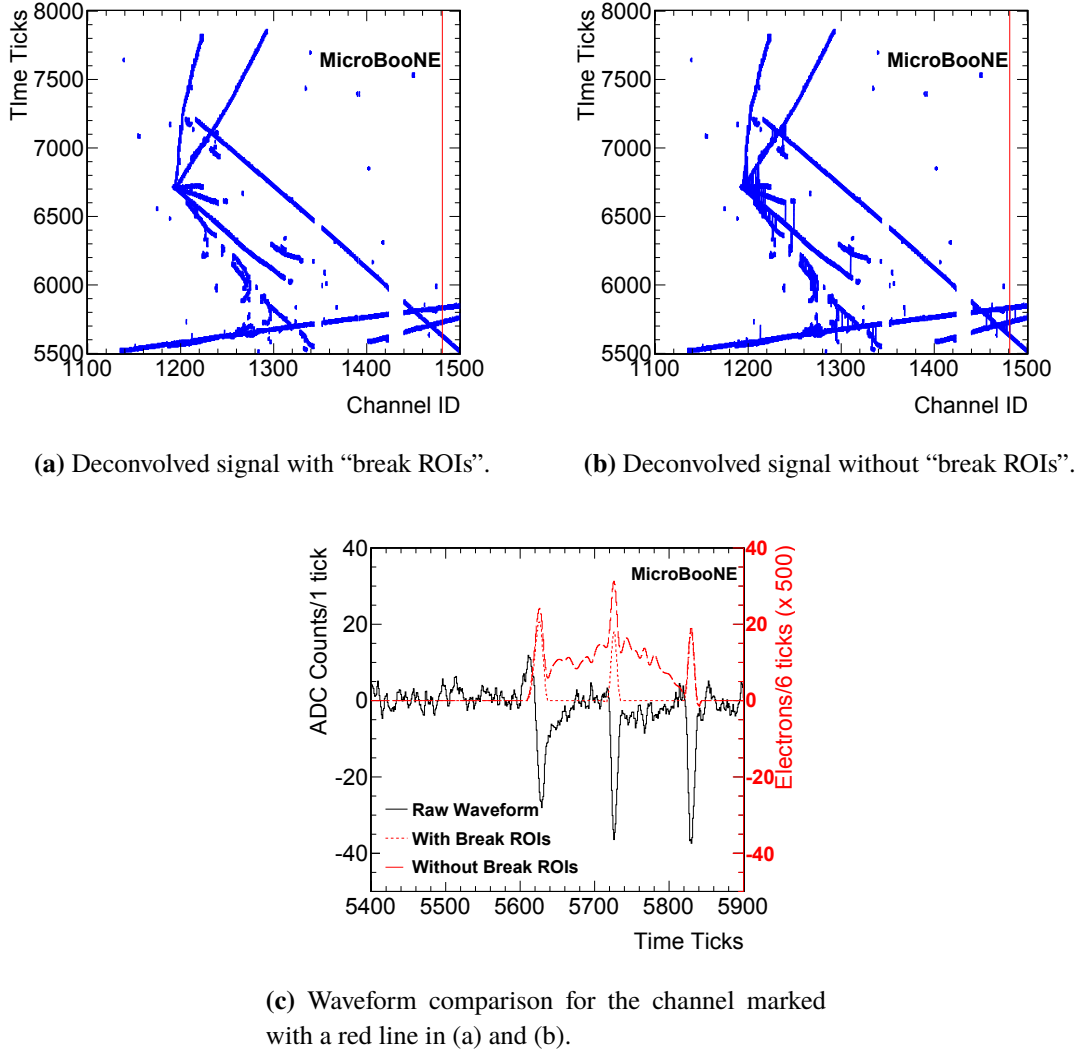 8000
7500
7000
6500
6000
5500
TIme Ticks
MicroBooNE
1100 1200 1300 1400 1500
Channel ID
8000
7500
7000
6500
6000
5500
TIme Ticks
MicroBooNE
1100 1200 1300 1400 1500
Channel ID
(a) Deconvolved signal with “break ROIs”.
(b) Deconvolved signal without “break ROIs”.
40
20
0
-20
-40
ADC Counts/1 tick
MicroBooNE
40
20
0
-20
-40
Electrons/6 ticks (x 500)
Raw Waveform
With Break ROIs
Without Break ROIs
5400 5500 5600 5700 5800 5900
Time Ticks
(c) Waveform comparison for the channel marked
with a red line in (a) and (b).